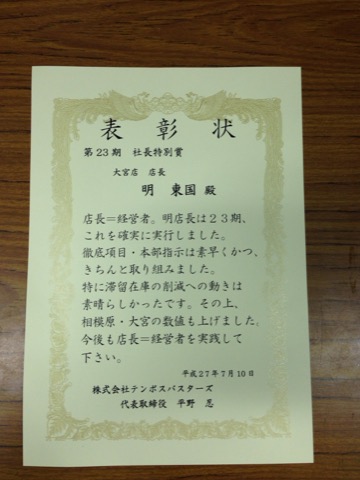 表彰状
第23期 社長特別賞
大宮店 店長
明 東国 殿
店長=経営者。明店長は23期、
これを確実に実行しました。
徹底項目・本部指示は素早くかつ、
きちんと取り組みました。
特に滞留在庫の削減への動きは
素晴らしかったです。その上、
相模原・大宮の数値も上げました。
今後も店長=経営者を実践して
下さい。
平成27年7月10日
株式会社テンポスバスターズ
代表取締役 平野 忍